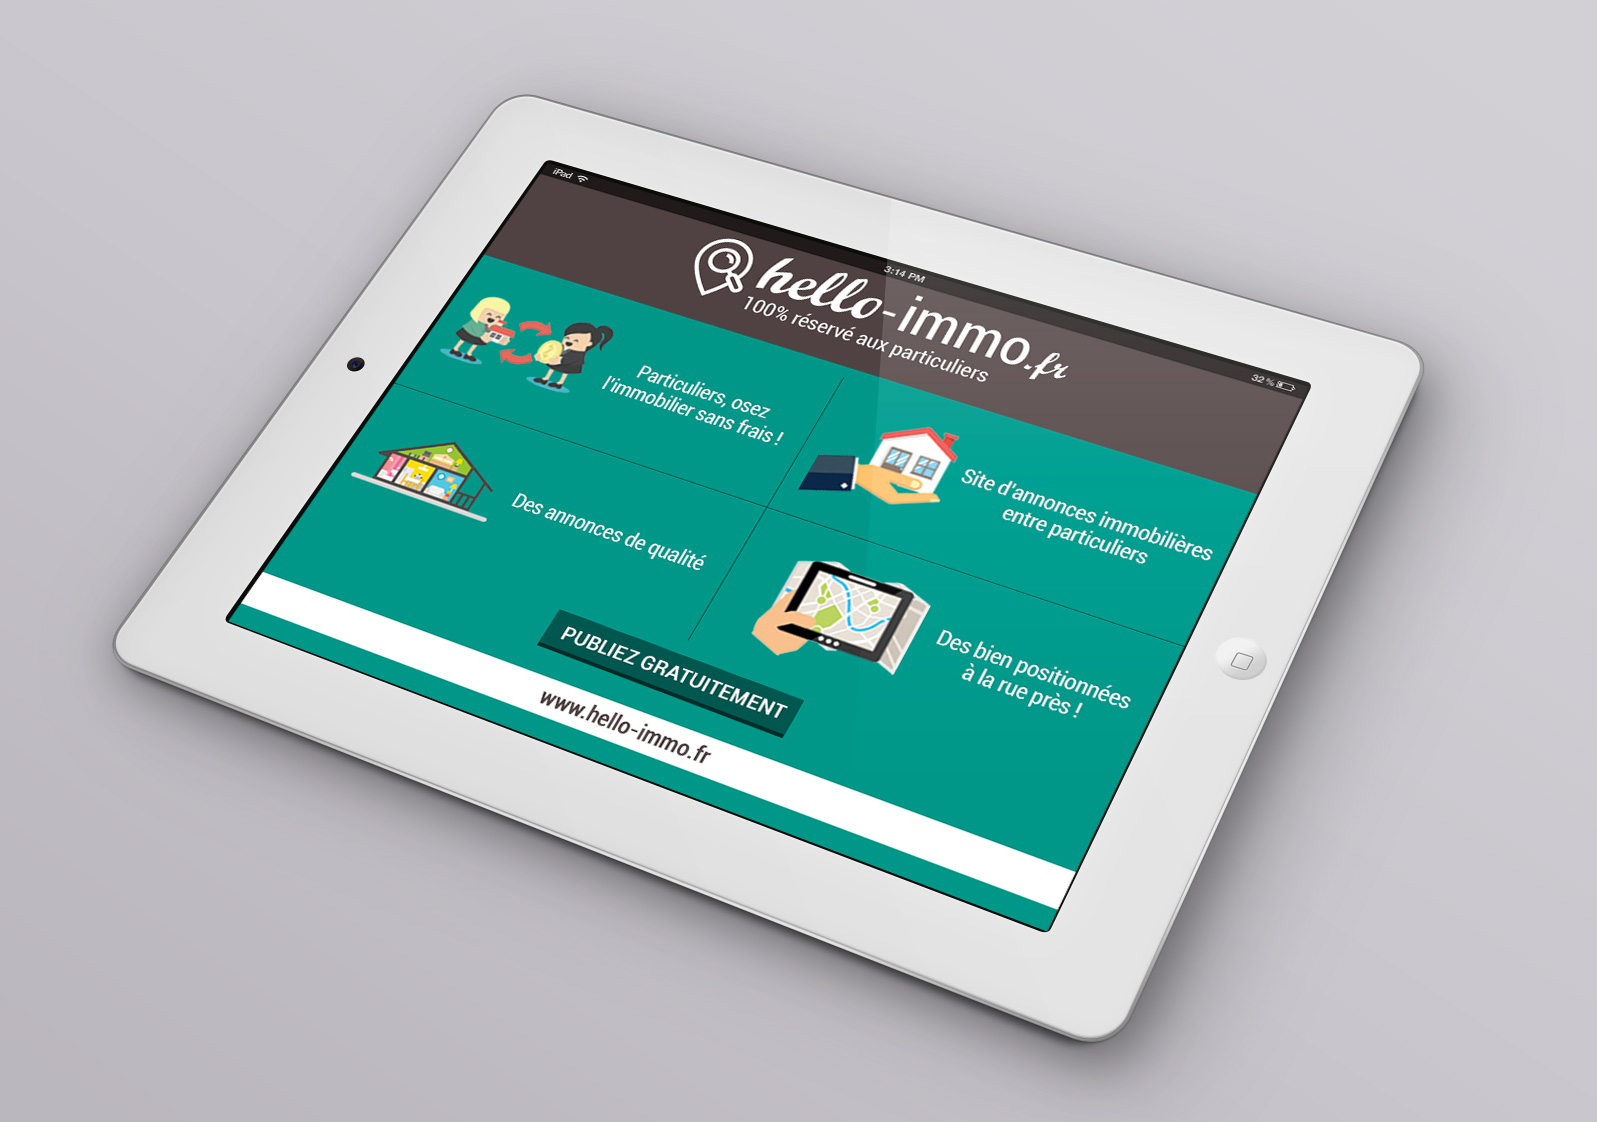 iPad
3:14 PM
32 %
hello-immo.fr
100% réservé aux particuliers
Particuliers, osez
l'immobilier sans frais !
Site d'annonces immobilières
entre particuliers
Des annonces de qualité
Des bien positionnées
à la rue près !
PUBLIEZ GRATUITEMENT
www.hello-immo.fr